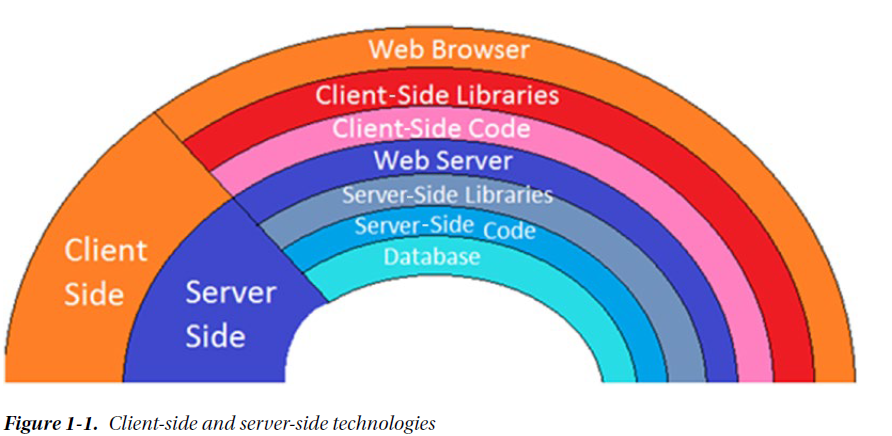 Web Browser
Client-Side Libraries
Client-Side Code
Web Server
Server-Side Libraries
Server-Side Code
Database
Client
Side
Server
Side
Figure 1-1. Client-side and server-side technologies